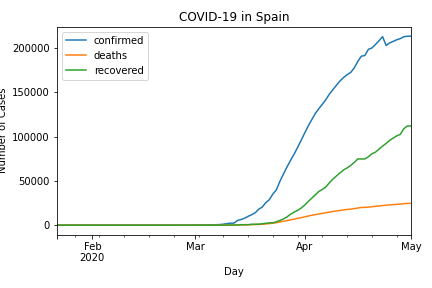 COVID-19 in Spain
confirmed
deaths
recovered
200000
150000
100000
50000
0
Number of Cases
Feb
2020
Mar
Apr
May
Day